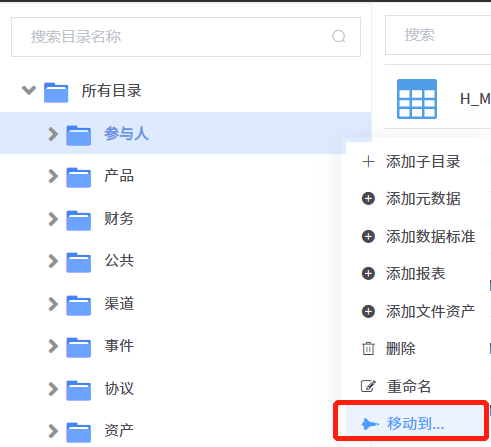 搜索目录名称
搜索
所有目录
H_M
参与人
产品
财务
公共
渠道
事件
协议
资产
添加子目录
添加元数据
添加数据标准
添加报表
添加文件资产
删除
重命名
移动到...